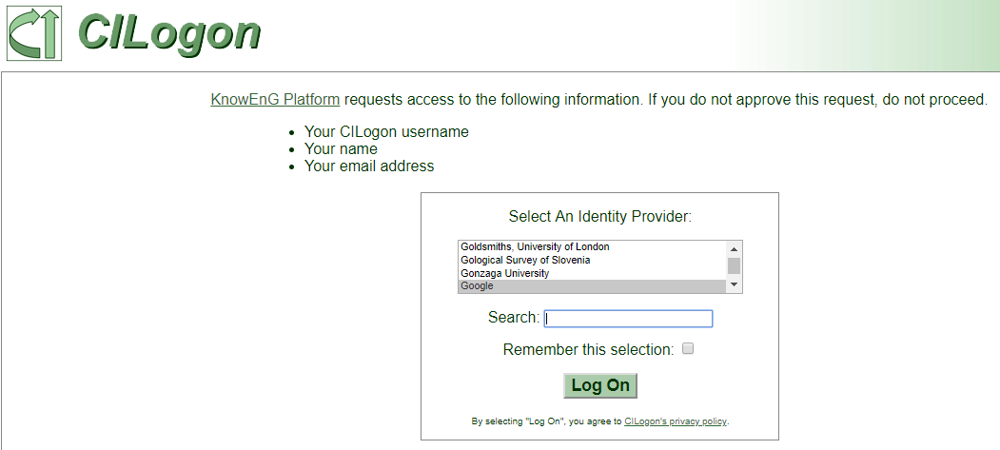 CILogon
KnowEnG Platform requests access to the following information. If you do not approve this request, do not proceed.
• Your CILogon username
• Your name
• Your email address
Select An Identity Provider:
Goldsmiths, University of London
Gological Survey of Slovenia
Gonzaga University
Google
Search:
Remember this selection:
Log On
By selecting "Log On", you agree to CILogon's privacy policy.